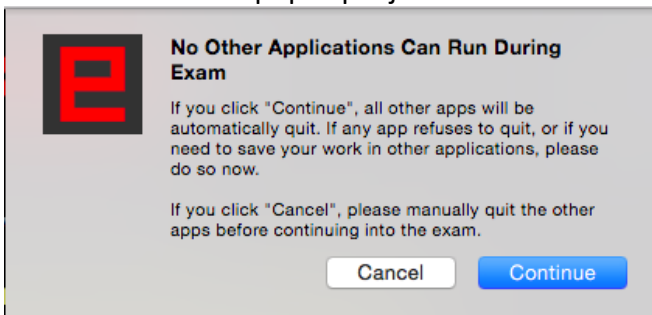 No Other Applications Can Run During
Exam
If you click "Continue", all other apps will be
automatically quit. If any app refuses to quit, or if you
need to save your work in other applications, please
do so now.
If you click "Cancel", please manually quit the other
apps before continuing into the exam.
Cancel Continue